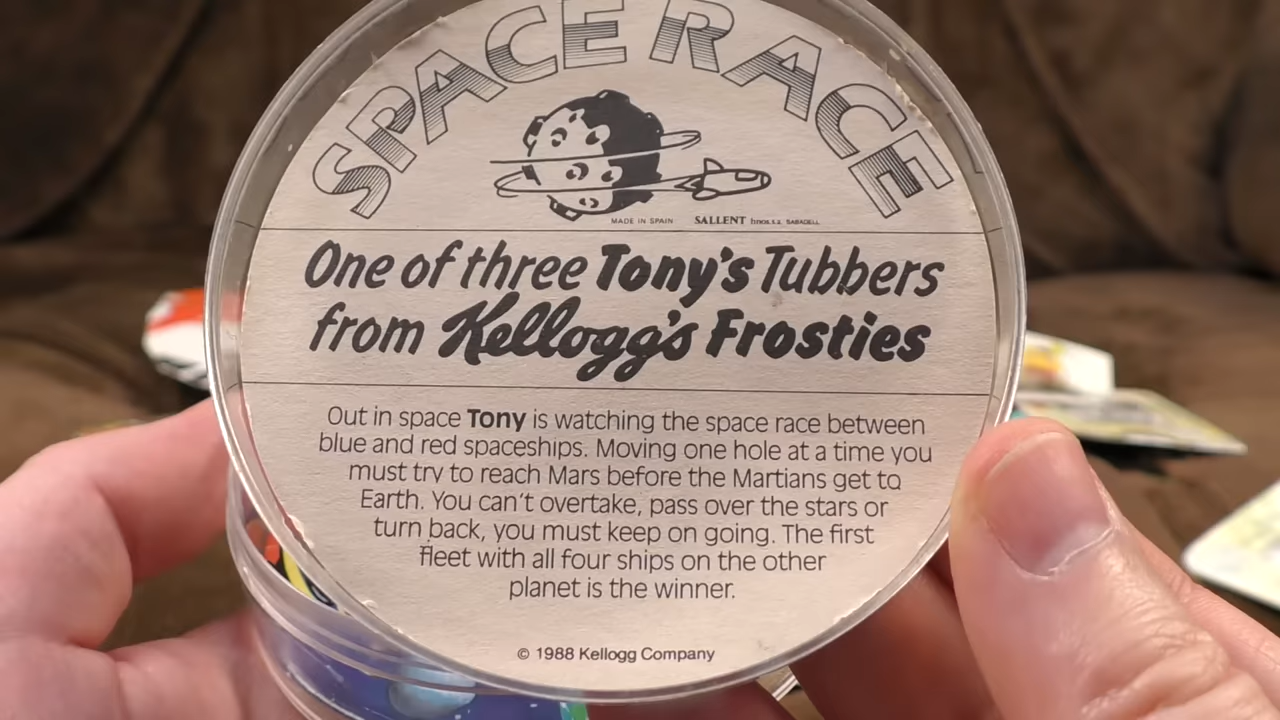 SPACE RACE
MADE IN SPAIN SALLENT hnos. s.a. SABADELL
One of three Tony's Tubbers
from Kellogg's Frosties
Out in space Tony is watching the space race between
blue and red spaceships. Moving one hole at a time you
must try to reach Mars before the Martians get to
Earth. You can't overtake, pass over the stars or
turn back, you must keep on going. The first
fleet with all four ships on the other
planet is the winner.
© 1988 Kellogg Company